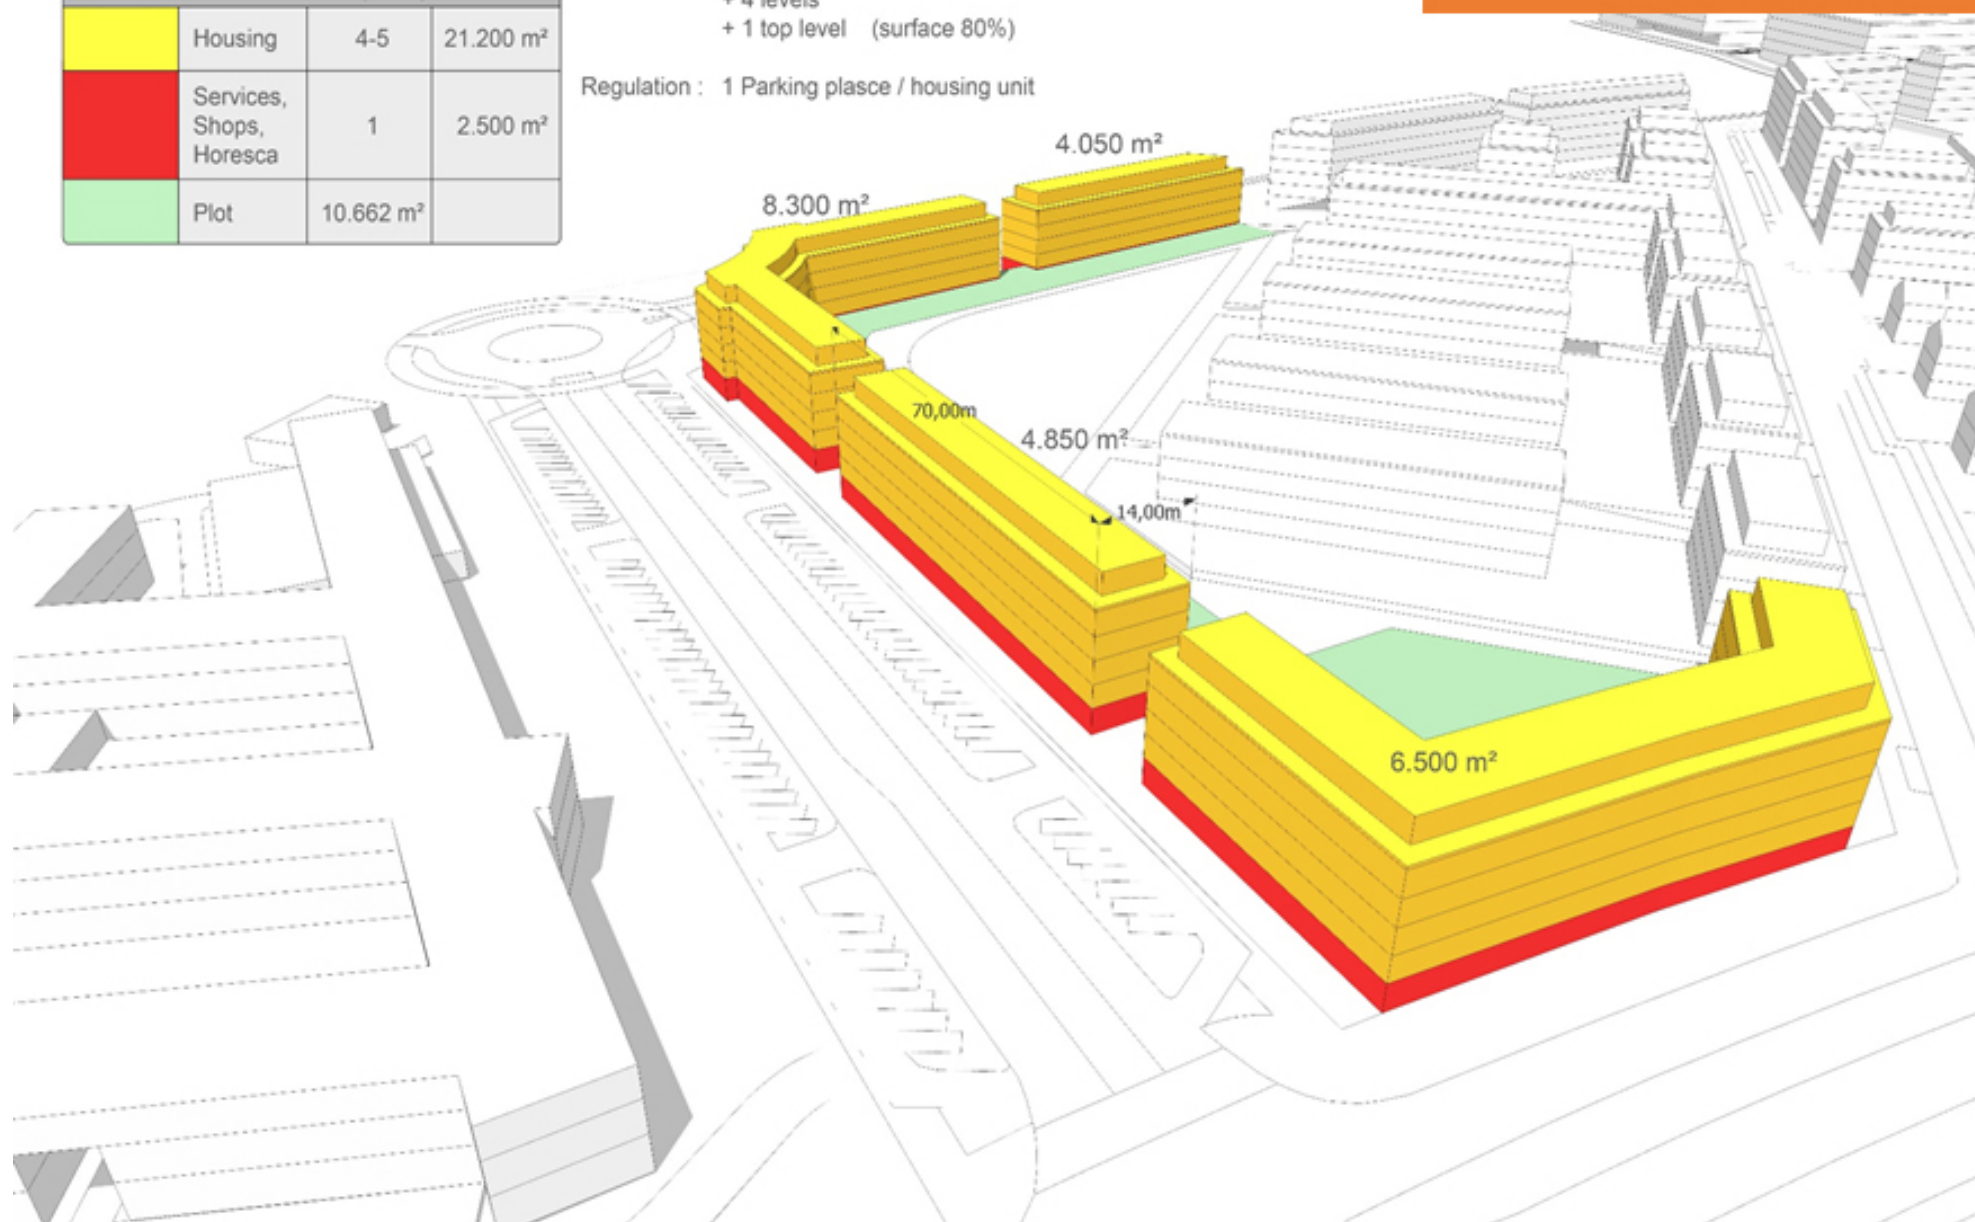 + 4 levels
+ 1 top level (surface 80%)
Housing 4-5 21.200 m²
Regulation : 1 Parking plasce / housing unit
Services,
Shops,
Horesca
1 2.500 m²
Plot 10.662 m²
4.050 m²
8.300 m²
70,00m
4.850 m²
14,00m
6.500 m²